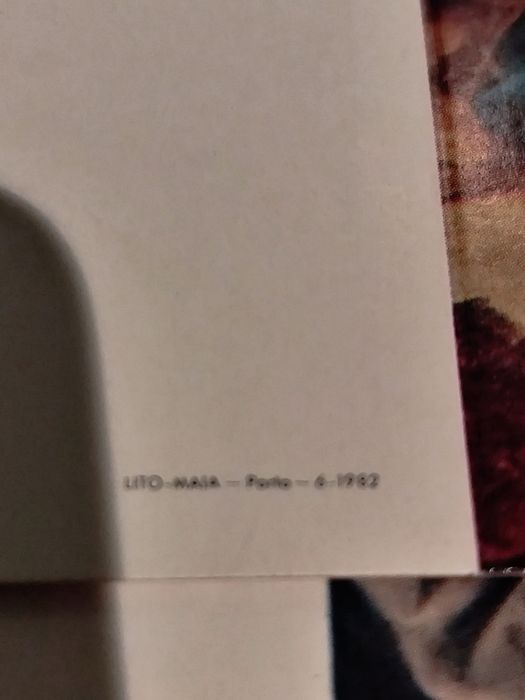 LITO-MAIA — Porto — 6-1982